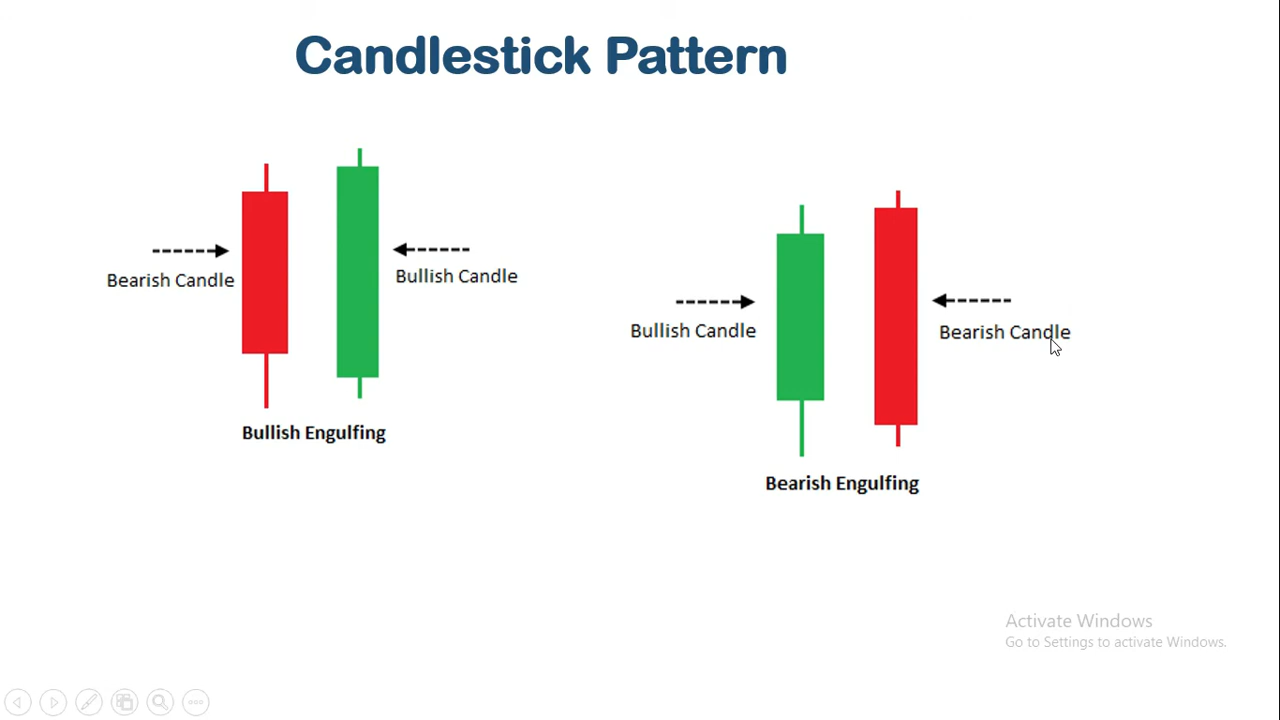 Candlestick Pattern
Bearish Candle
Bullish Candle
Bullish Engulfing
Bullish Candle
Bearish Candle
Bearish Engulfing
Activate Windows
Go to Settings to activate Windows.